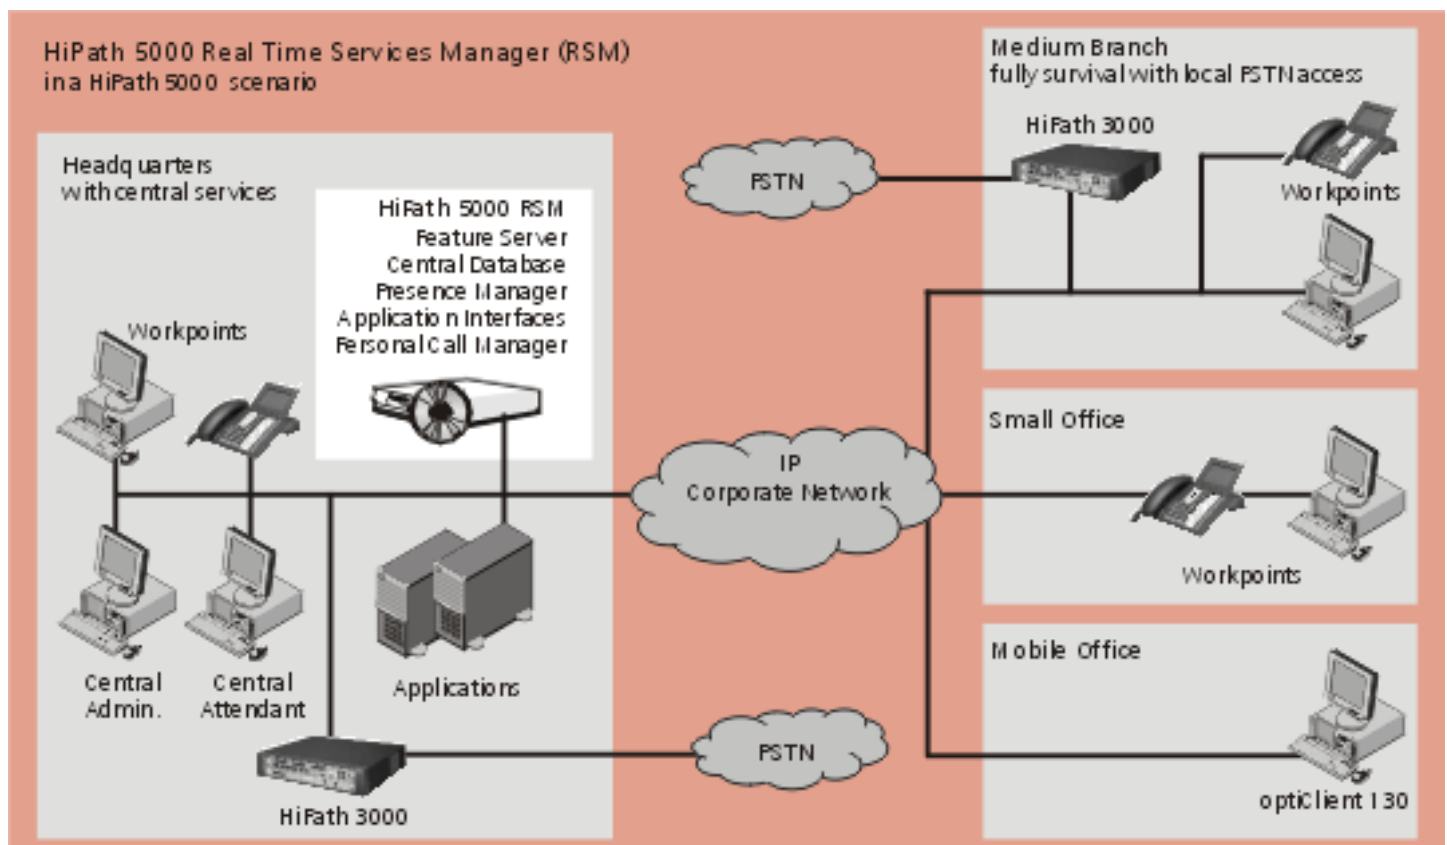 HiPath 5000 Real Time Services Manager (RSM)
in a HiPath 5000 scenario
Headquarters
with central services
HiPath 5000 RSM
Feature Server
Central Database
Presence Manager
Application Interfaces
Personal Call Manager
Workpoints
Central
Admin.
Central
Attendant
Applications
HiPath 3000
PSTN
IP
Corporate Network
PSTN
Medium Branch
fully survival with local PSTN access
HiPath 3000
Workpoints
Small Office
Workpoints
Mobile Office
optiClient 130